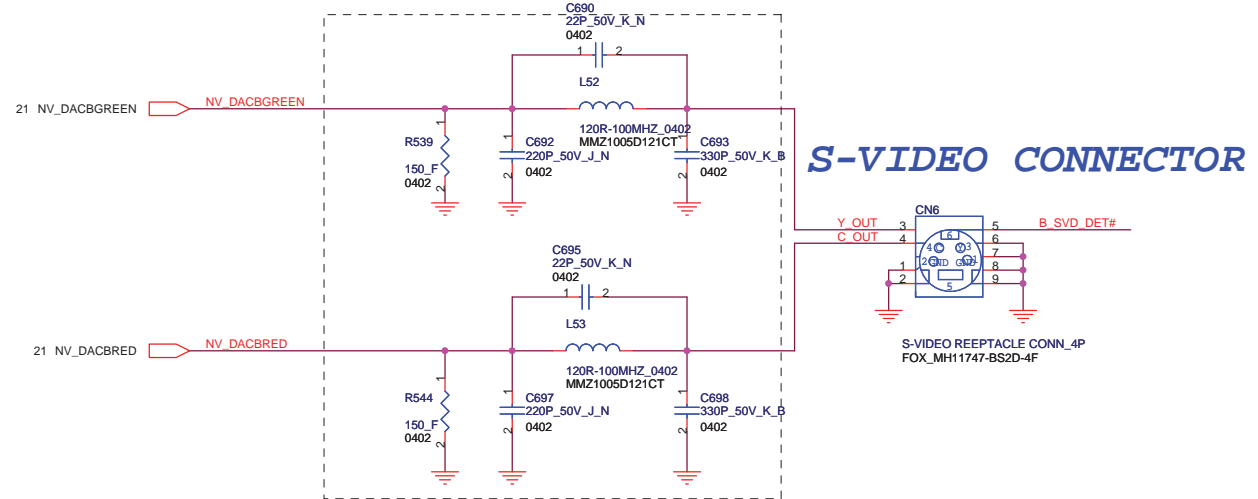 C690
22P_50V_K_N
0402
1 2
L52
21 NV_DACBGREEN NV_DACBGREEN
120R-100MHZ_0402
MMZ1005D121CT
1
R539
150_F
0402
2
1
C692
220P_50V_J_N
0402
2
1
C693
330P_50V_K_B
0402
2
S-VIDEO CONNECTOR
CN6
Y_OUT 3
C_OUT 4
1
2
5 B_SVD_DET#
6
7
8
9
6
4 C Y 3
2 GND GND 1
5
S-VIDEO REEPTACLE CONN_4P
FOX_MH11747-BS2D-4F
C695
22P_50V_K_N
0402
1 2
L53
21 NV_DACBRED NV_DACBRED
120R-100MHZ_0402
MMZ1005D121CT
1
R544
150_F
0402
2
1
C697
220P_50V_J_N
0402
2
1
C698
330P_50V_K_B
0402
2